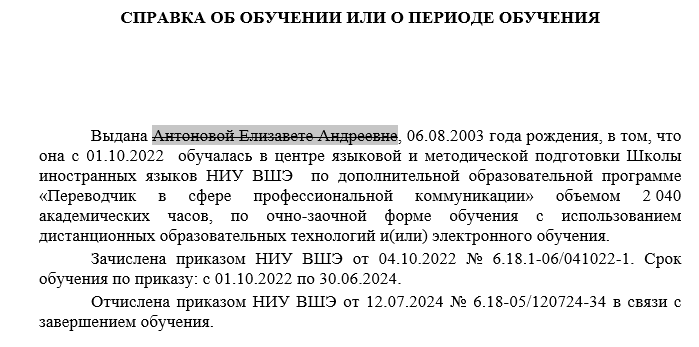 СПРАВКА ОБ ОБУЧЕНИИ ИЛИ О ПЕРИОДЕ ОБУЧЕНИЯ
Выдана Антоновой Елизавете Андреевне, 06.08.2003 года рождения, в том, что
она с 01.10.2022 обучалась в центре языковой и методической подготовки Школы
иностранных языков НИУ ВШЭ по дополнительной образовательной программе
«Переводчик в сфере профессиональной коммуникации» объемом 2 040
академических часов, по очно-заочной форме обучения с использованием
дистанционных образовательных технологий и(или) электронного обучения.
Зачислена приказом НИУ ВШЭ от 04.10.2022 № 6.18.1-06/041022-1. Срок
обучения по приказу: с 01.10.2022 по 30.06.2024.
Отчислена приказом НИУ ВШЭ от 12.07.2024 № 6.18-05/120724-34 в связи с
завершением обучения.